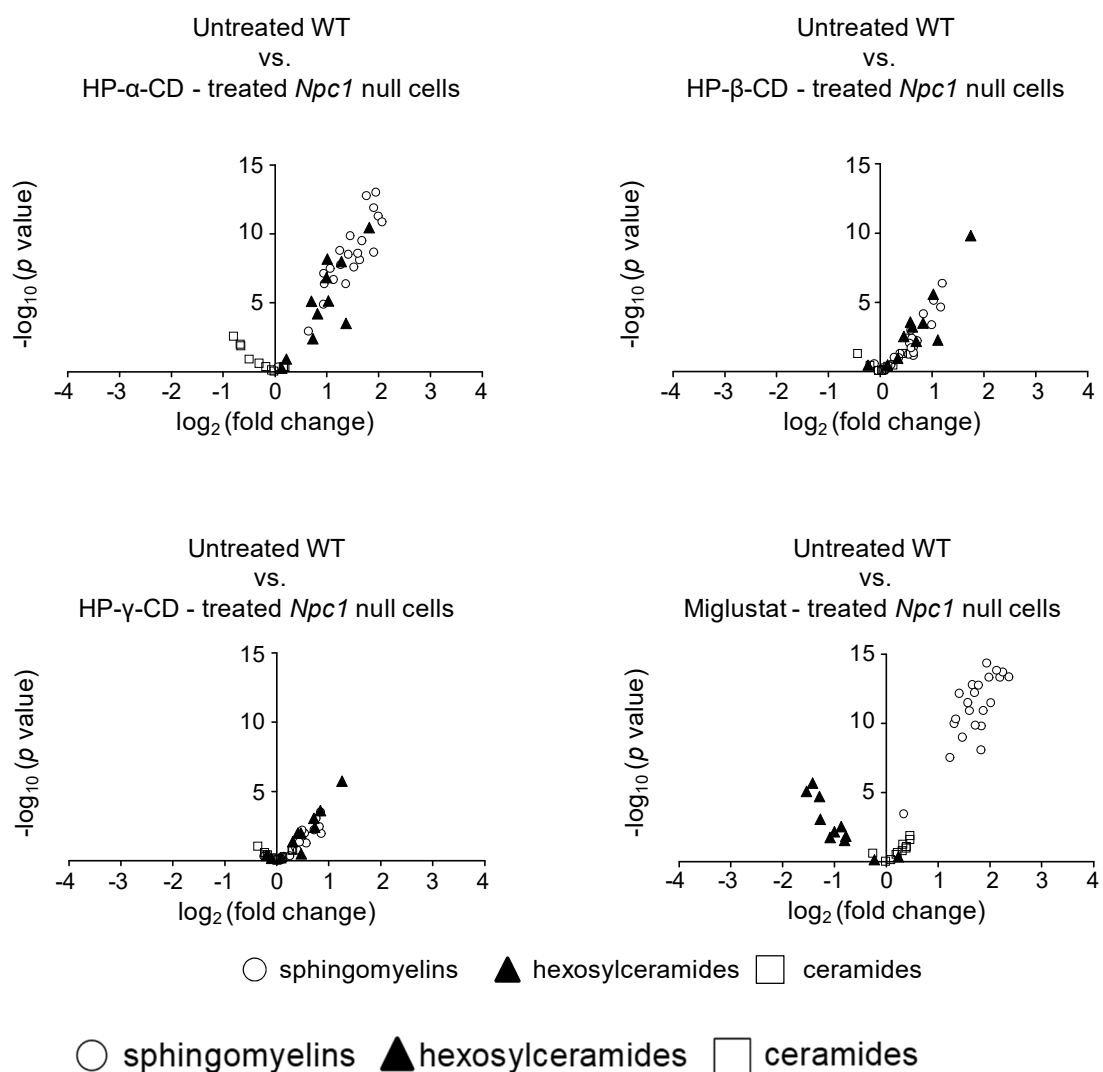 Untreated WT
vs.
HP-α-CD - treated Npc1 null cells
15
10
5
-4 -3 -2 -1 0 1 2 3 4
-log10 (p value)
log2 (fold change)
Untreated WT
vs.
HP-β-CD - treated Npc1 null cells
15
10
5
-4 -3 -2 -1 0 1 2 3 4
-log10 (p value)
log2 (fold change)
Untreated WT
vs.
HP-γ-CD - treated Npc1 null cells
15
10
5
-4 -3 -2 -1 0 1 2 3 4
-log10 (p value)
log2 (fold change)
Untreated WT
vs.
Miglustat - treated Npc1 null cells
15
10
5
-4 -3 -2 -1 0 1 2 3 4
-log10 (p value)
log2 (fold change)
sphingomyelins hexosylceramides ceramides
sphingomyelins hexosylceramides ceramides